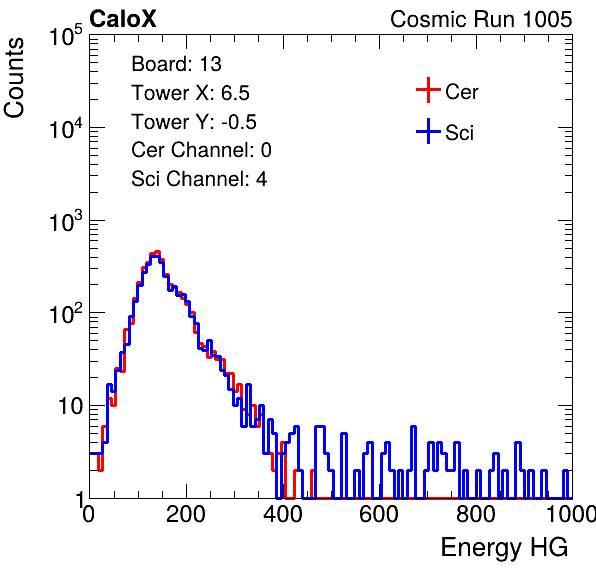 CaloX Cosmic Run 1005
Counts
Board: 13
Tower X: 6.5
Tower Y: -0.5
Cer Channel: 0
Sci Channel: 4
Cer
Sci
10^5
10^4
10^3
10^2
10
1
0 200 400 600 800 1000
Energy HG